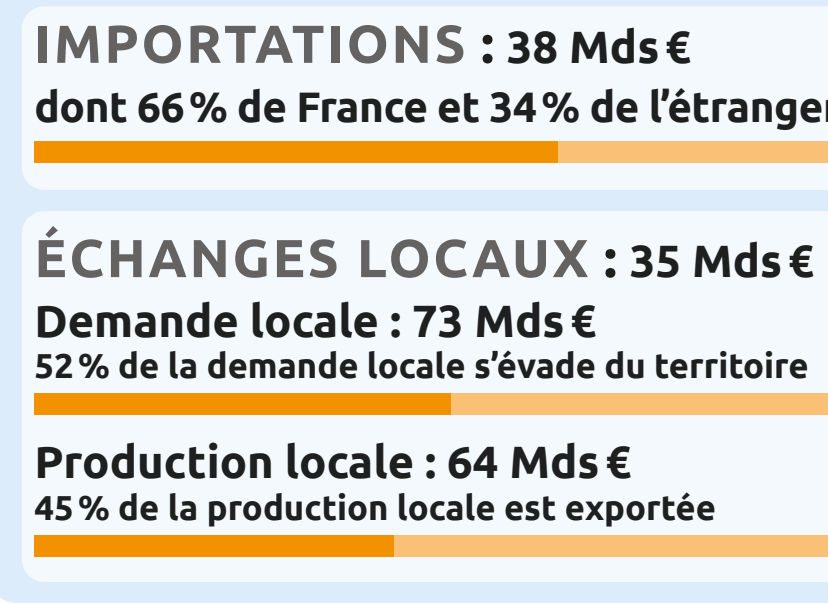 IMPORTATIONS : 38 Mds €
dont 66 % de France et 34 % de l’étranger
ÉCHANGES LOCAUX : 35 Mds €
Demande locale : 73 Mds €
52 % de la demande locale s’évade du territoire
Production locale : 64 Mds €
45 % de la production locale est exportée